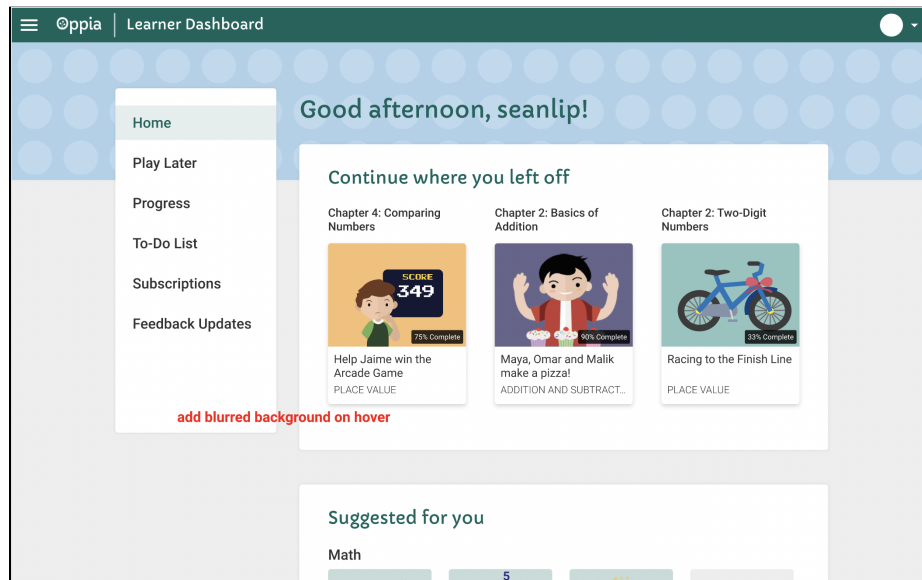 Oppia
Learner Dashboard
Good afternoon, seanlip!
Home
Play Later
Progress
To-Do List
Subscriptions
Feedback Updates
add blurred background on hover
Continue where you left off
Chapter 4: Comparing
Numbers
SCORE
349
75% Complete
Help Jaime win the
Arcade Game
PLACE VALUE
Chapter 2: Basics of
Addition
90% Complete
Maya, Omar and Malik
make a pizza!
ADDITION AND SUBTRACT...
Chapter 2: Two-Digit
Numbers
33% Complete
Racing to the Finish Line
PLACE VALUE
Suggested for you
Math
5